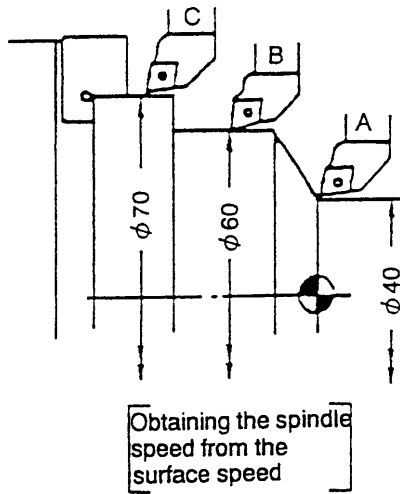 C
B
A
ϕ70
ϕ60
ϕ40
Obtaining the spindle
speed from the
surface speed